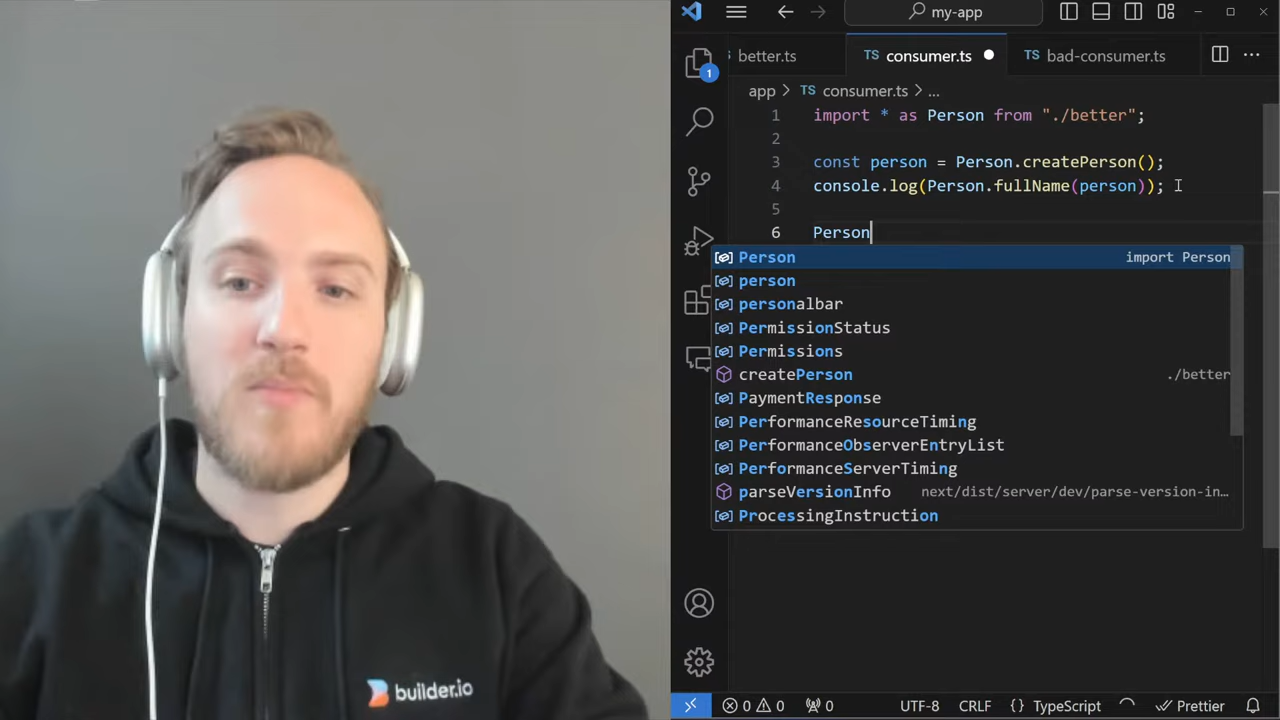 my-app
better.ts
TS consumer.ts
TS bad-consumer.ts
1
app > TS consumer.ts > ...
1 import * as Person from "./better";
2
3 const person = Person.createPerson();
4 console.log(Person.fullName(person));
5
6 Person
Person import Person
person
personalbar
PermissionStatus
Permissions
createPerson ./better
PaymentResponse
PerformanceResourceTiming
PerformanceObserverEntryList
PerformanceServerTiming
parseVersionInfo next/dist/server/dev/parse-version-in...
ProcessingInstruction
builder.io
0 0 0 UTF-8 CRLF {} TypeScript Prettier